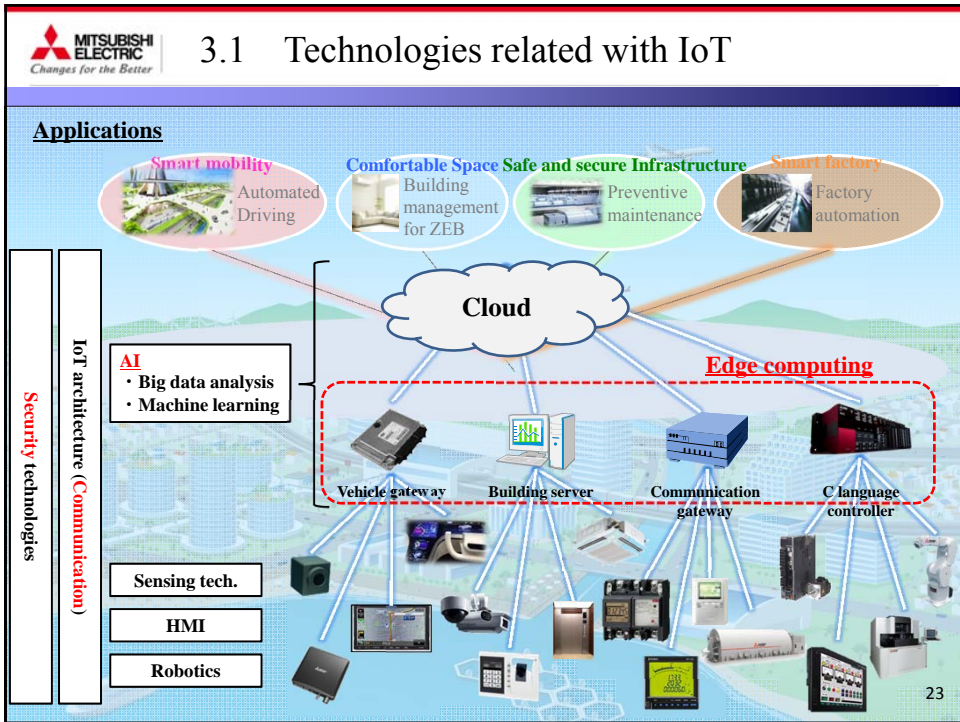 MITSUBISHI
ELECTRIC
Changes for the Better
3.1 Technologies related with IoT
Applications
Smart mobility
Automated
Driving
Comfortable Space
Building
management
for ZEB
Safe and secure Infrastructure
Preventive
maintenance
Smart factory
Factory
automation
Cloud
Security technologies
IoT architecture (Communication)
AI
・Big data analysis
・Machine learning
Edge computing
Vehicle gateway
Building server
Communication
gateway
C language
controller
Sensing tech.
HMI
Robotics
23